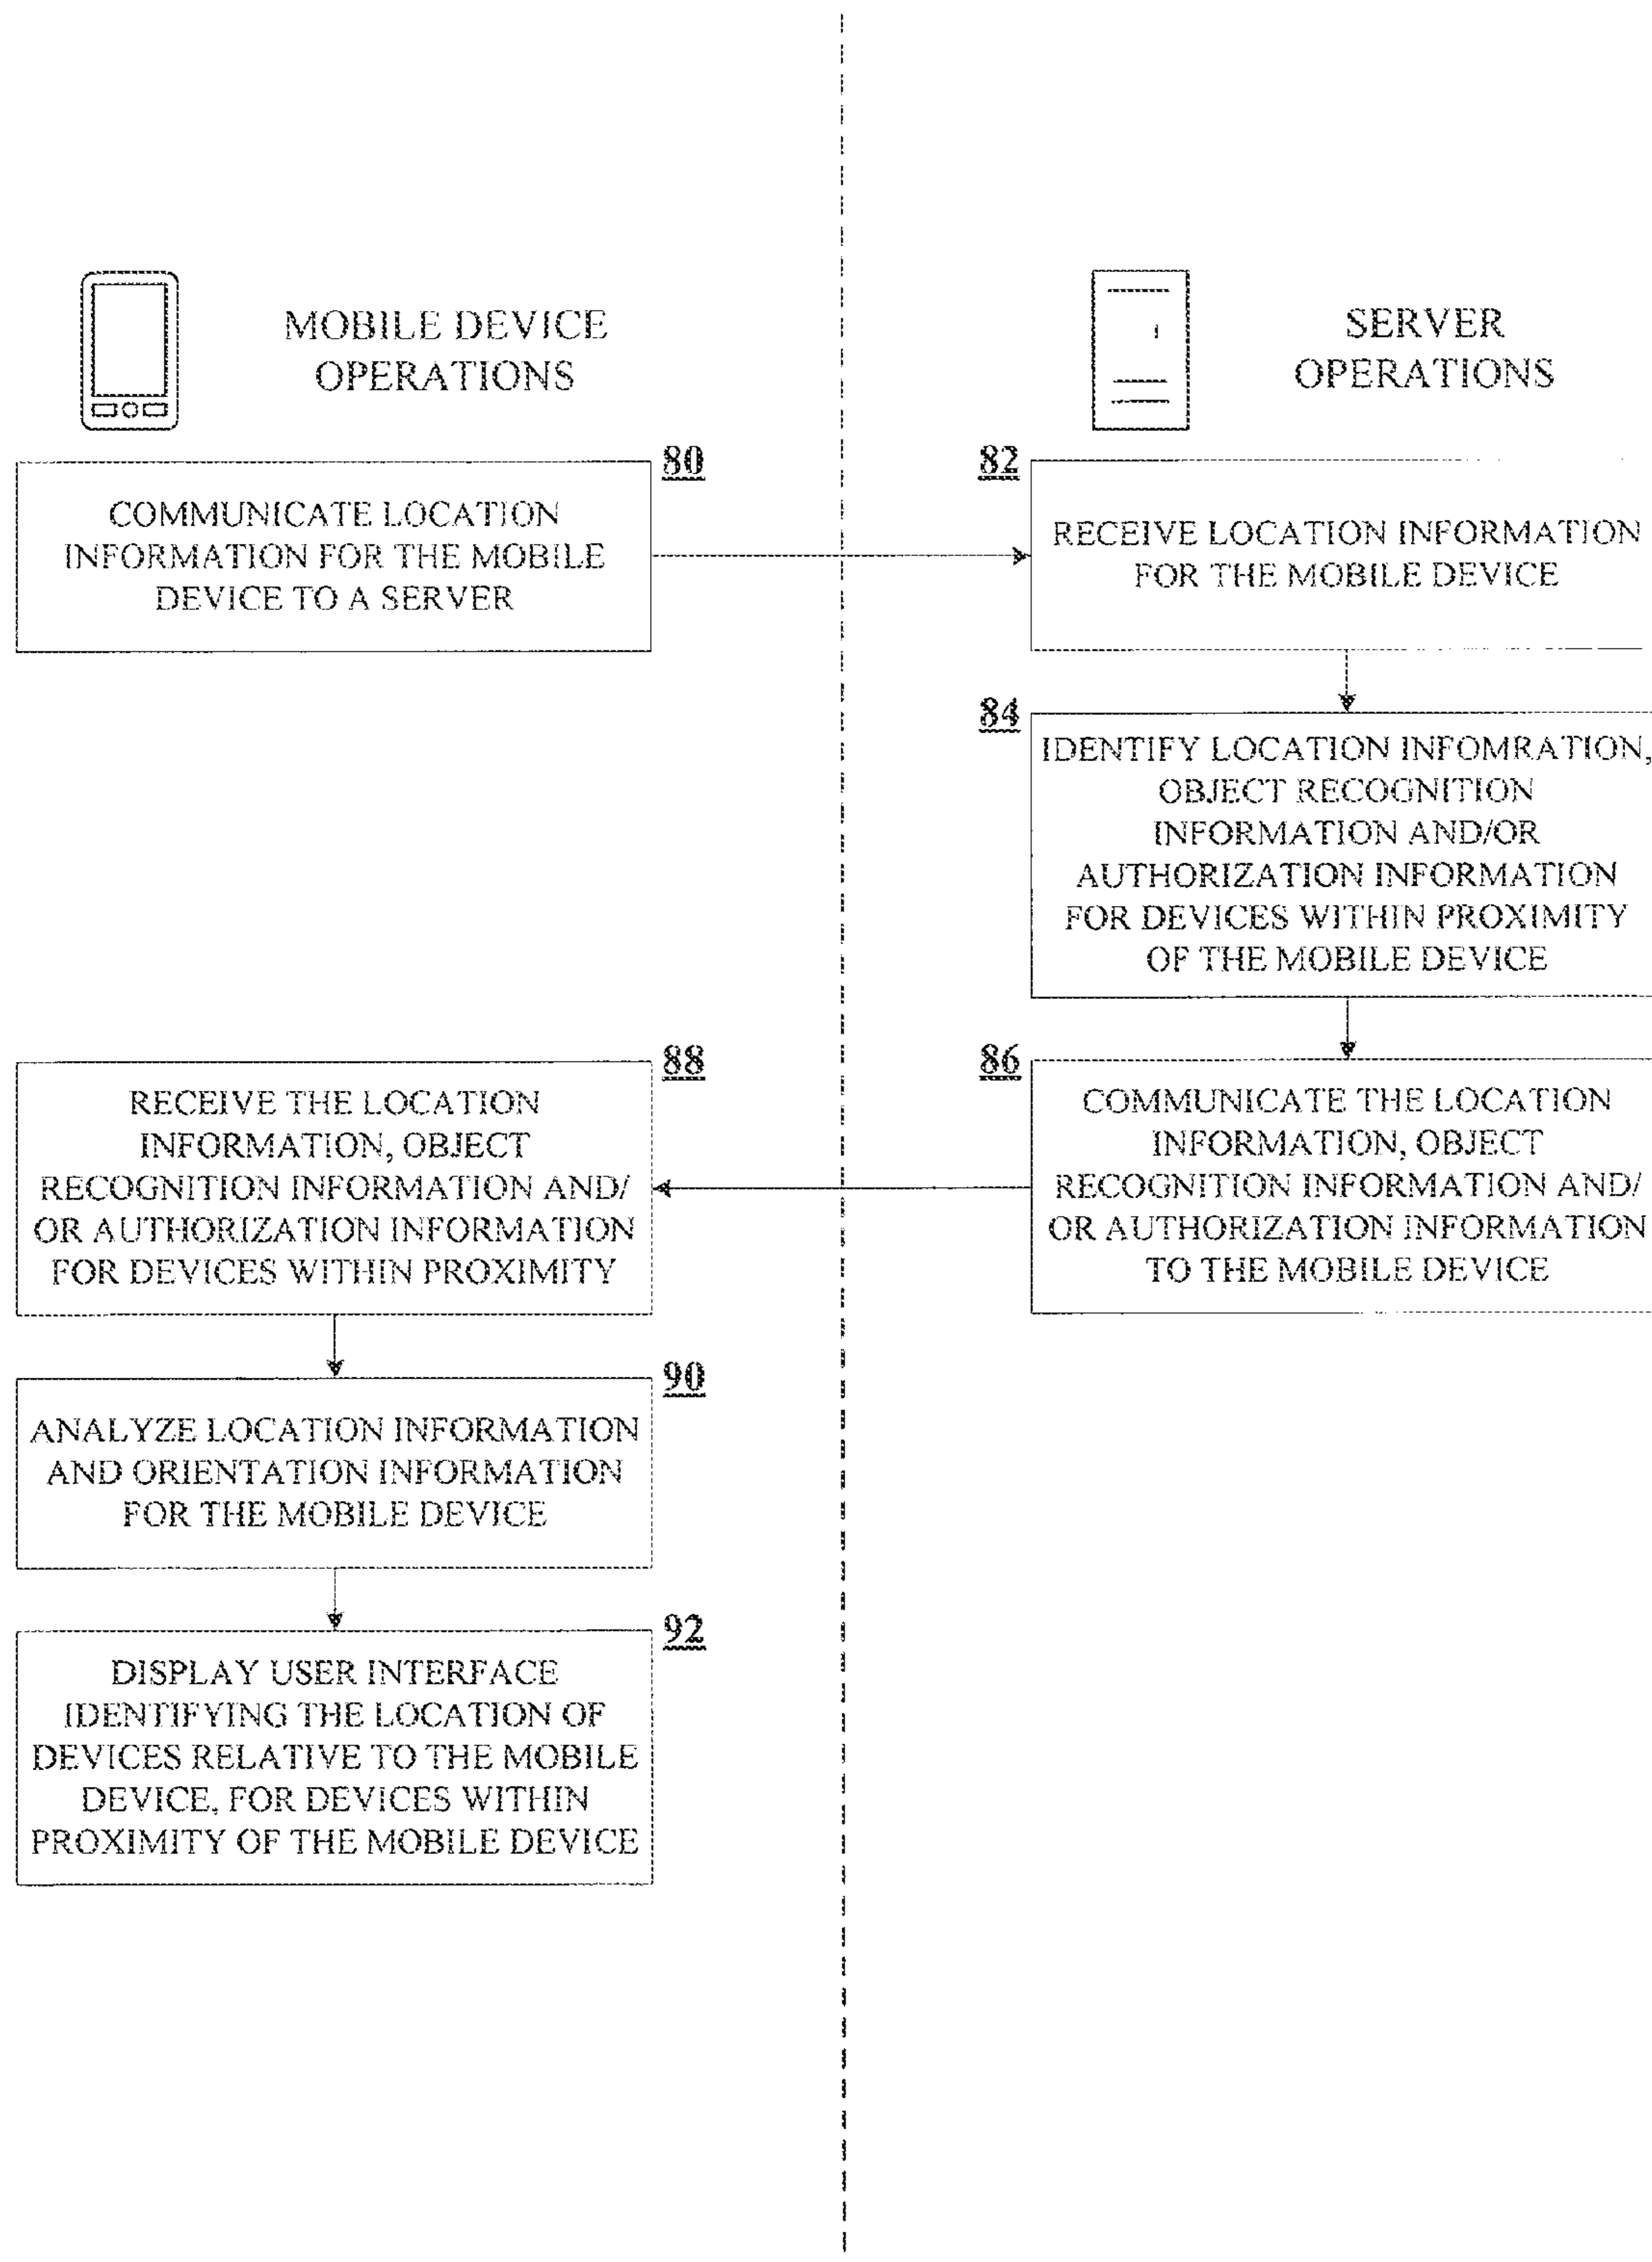 MOBILE DEVICE
OPERATIONS
SERVER
OPERATIONS
80
COMMUNICATE LOCATION
INFORMATION FOR THE MOBILE
DEVICE TO A SERVER
82
RECEIVE LOCATION INFORMATION
FOR THE MOBILE DEVICE
84
IDENTIFY LOCATION INFOMRATION,
OBJECT RECOGNITION
INFORMATION AND/OR
AUTHORIZATION INFORMATION
FOR DEVICES WITHIN PROXIMITY
OF THE MOBILE DEVICE
86
COMMUNICATE THE LOCATION
INFORMATION, OBJECT
RECOGNITION INFORMATION AND/
OR AUTHORIZATION INFORMATION
TO THE MOBILE DEVICE
88
RECEIVE THE LOCATION
INFORMATION, OBJECT
RECOGNITION INFORMATION AND/
OR AUTHORIZATION INFORMATION
FOR DEVICES WITHIN PROXIMITY
90
ANALYZE LOCATION INFORMATION
AND ORIENTATION INFORMATION
FOR THE MOBILE DEVICE
92
DISPLAY USER INTERFACE
IDENTIFYING THE LOCATION OF
DEVICES RELATIVE TO THE MOBILE
DEVICE, FOR DEVICES WITHIN
PROXIMITY OF THE MOBILE DEVICE